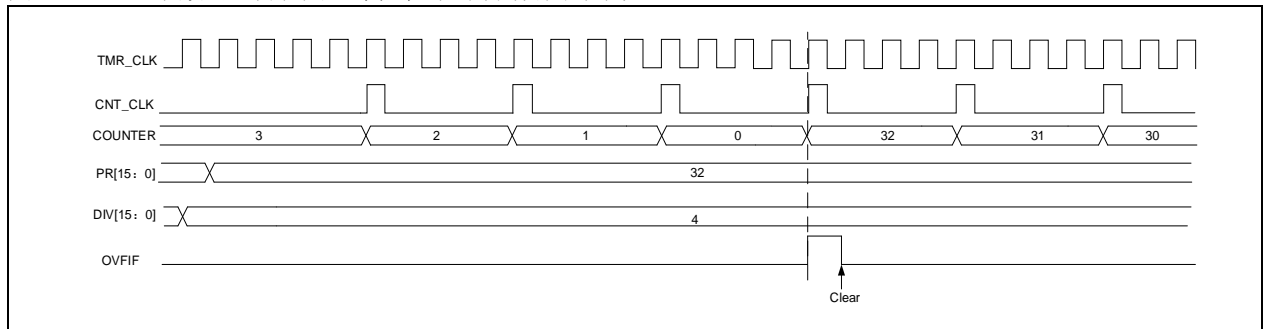 TMR_CLK
CNT_CLK
COUNTER 3 2 1 0 32 31 30
PR[15：0] 32
DIV[15：0] 4
OVFIF
Clear